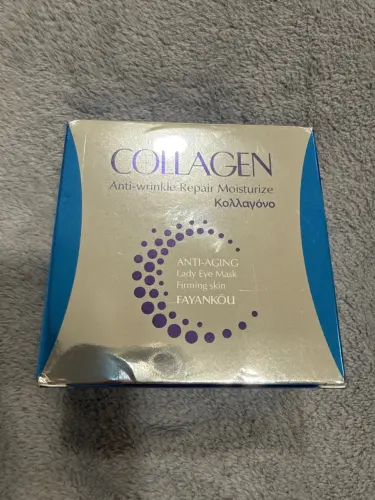 COLLAGEN
Anti-wrinkle Repair Moisturize
Κολλαγόνο
ANTI-AGING
Lady Eye Mask
Firming skin
FAYANKOU